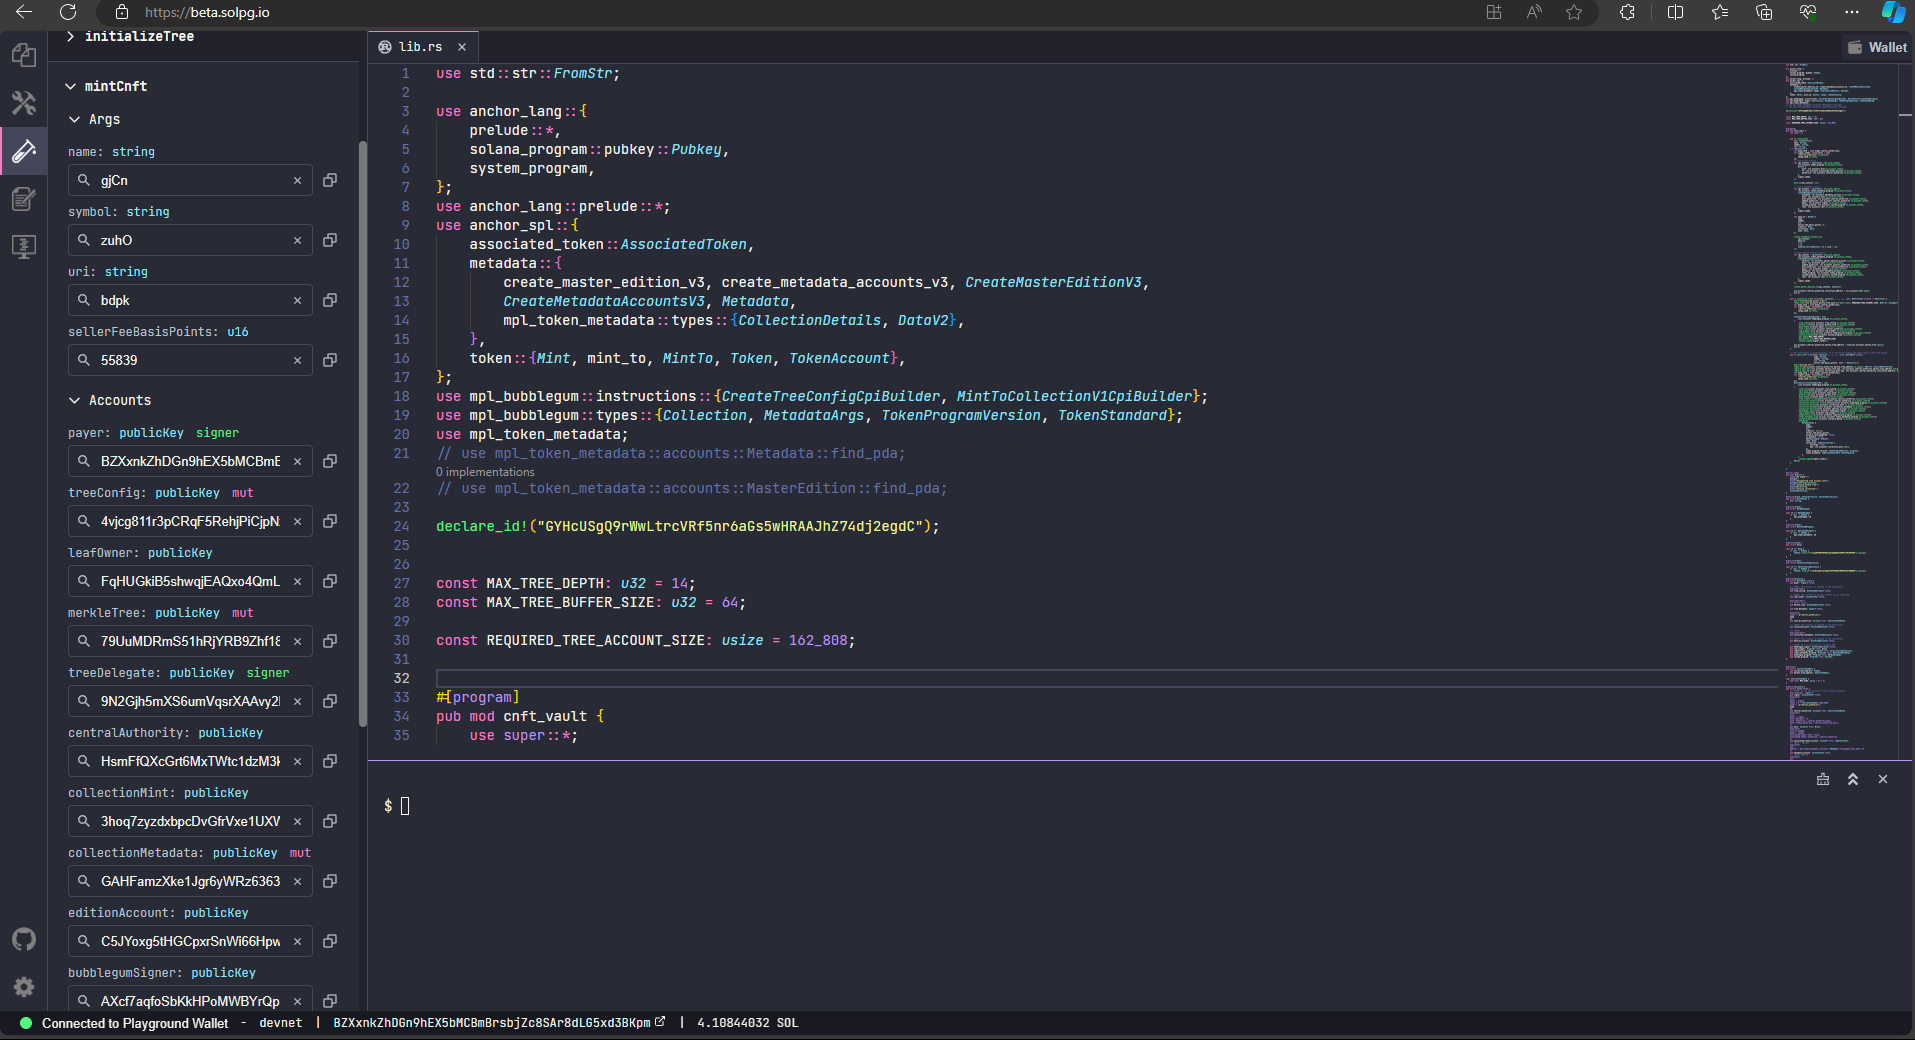 https://beta.solpg.io
initializeTree
mintCnft
Args
name: string
gjCn
symbol: string
zuhO
uri: string
bdpk
sellerFeeBasisPoints: u16
55839
Accounts
payer: publicKey signer
BZXxnkZhDGn9hEX5bMCBmB
treeConfig: publicKey mut
4vjcg811r3pCRqF5RehjPiCjpN
leafOwner: publicKey
FqHUGkiB5shwqjEAQxo4QmL
merkleTree: publicKey mut
79UuMDRmS51hRjYRB9Zhf18
treeDelegate: publicKey signer
9N2Gjh5mXS6umVqsrXAAvy2
centralAuthority: publicKey
HsmFfQXcGrt6MxTWtc1dzM3
collectionMint: publicKey
3hoq7zyzdxbpcDvGfrVxe1UXV
collectionMetadata: publicKey mut
GAHFamzXke1Jgr6yWRz6363
editionAccount: publicKey
C5JYoxg5tHGCpxrSnWi66Hpw
bubblegumSigner: publicKey
AXcf7aqfoSbKkHPoMWBYrQp
lib.rs
Wallet
1 use std::str::FromStr;
2
3 use anchor_lang::{
4 prelude::*,
5 solana_program::pubkey::Pubkey,
6 system_program,
7 };
8 use anchor_lang::prelude::*;
9 use anchor_spl::{
10 associated_token::AssociatedToken,
11 metadata::{
12 create_master_edition_v3, create_metadata_accounts_v3, CreateMasterEditionV3,
13 CreateMetadataAccountsV3, Metadata,
14 mpl_token_metadata::types::{CollectionDetails, DataV2},
15 },
16 token::{Mint, mint_to, MintTo, Token, TokenAccount},
17 };
18 use mpl_bubblegum::instructions::{CreateTreeConfigCpiBuilder, MintToCollectionV1CpiBuilder};
19 use mpl_bubblegum::types::{Collection, MetadataArgs, TokenProgramVersion, TokenStandard};
20 use mpl_token_metadata;
21 // use mpl_token_metadata::accounts::Metadata::find_pda;
0 implementations
22 // use mpl_token_metadata::accounts::MasterEdition::find_pda;
23
24 declare_id!("GYHcUSgQ9rWwLtrcVRf5nr6aGs5wHRAAJhZ74dj2egdC");
25
26
27 const MAX_TREE_DEPTH: u32 = 14;
28 const MAX_TREE_BUFFER_SIZE: u32 = 64;
29
30 const REQUIRED_TREE_ACCOUNT_SIZE: usize = 162_808;
31
32
33 #[program]
34 pub mod cnft_vault {
35 use super::*;
$
Connected to Playground Wallet - devnet | BZXxnkZhDGn9hEX5bMCBmBrsbjZc8SAr8dLG5xd3BKpm | 4.10844032 SOL